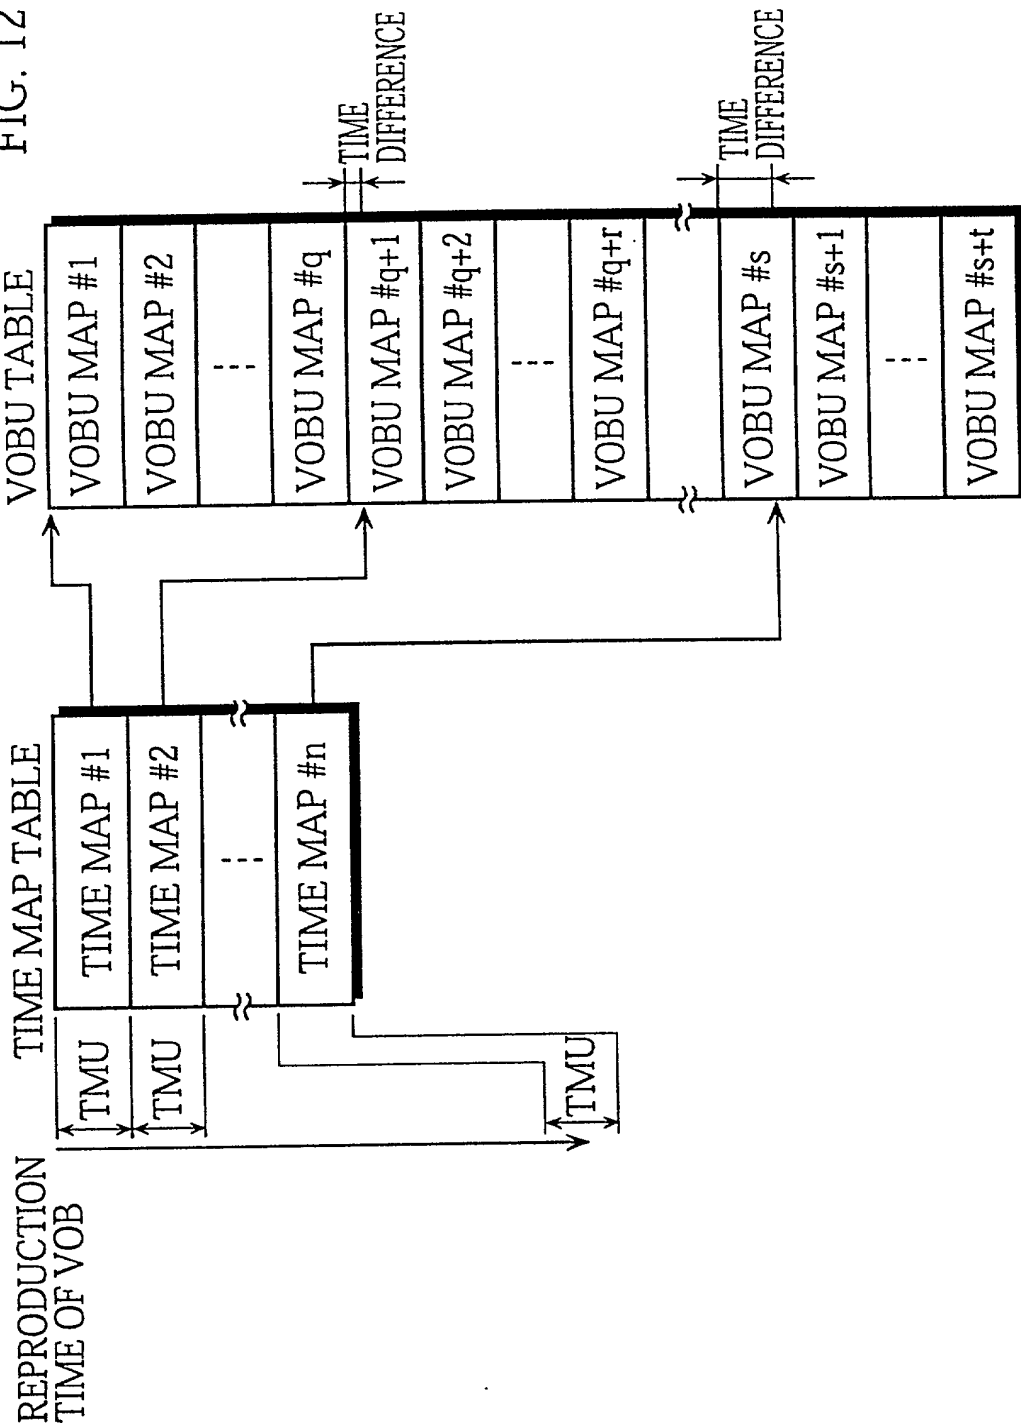 FIG. 12
REPRODUCTION
TIME OF VOB
TMU
TMU
TMU
TIME MAP TABLE
TIME MAP #1
TIME MAP #2
----
TIME MAP #n
VOBU TABLE
VOBU MAP #1
VOBU MAP #2
----
VOBU MAP #q
VOBU MAP #q+1
VOBU MAP #q+2
----
VOBU MAP #q+r
VOBU MAP #s
VOBU MAP #s+1
----
VOBU MAP #s+t
TIME
DIFFERENCE
TIME
DIFFERENCE